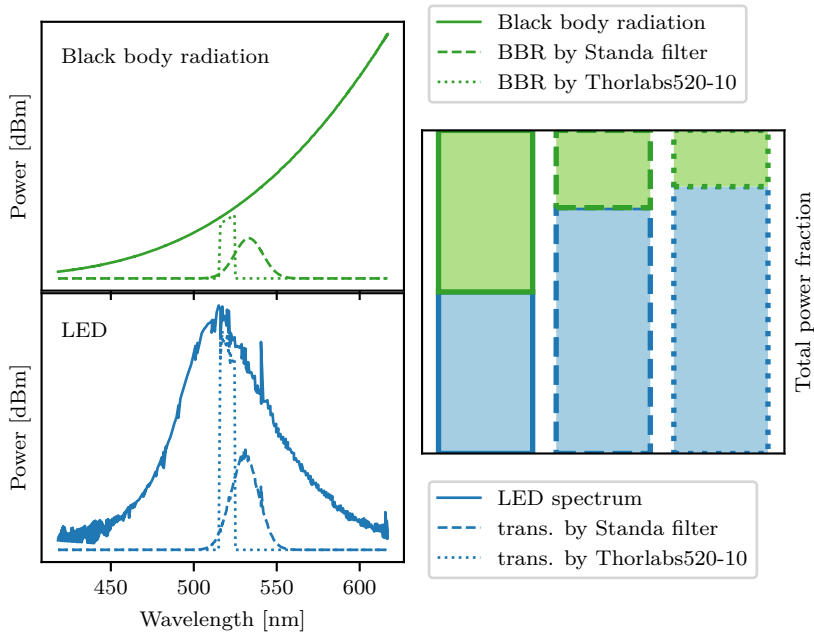 Black body radiation
Power [dBm]
LED
Power [dBm]
450
500
550
600
Wavelength [nm]
Black body radiation
BBR by Standa filter
BBR by Thorlabs520-10
Total power fraction
LED spectrum
trans. by Standa filter
trans. by Thorlabs520-10